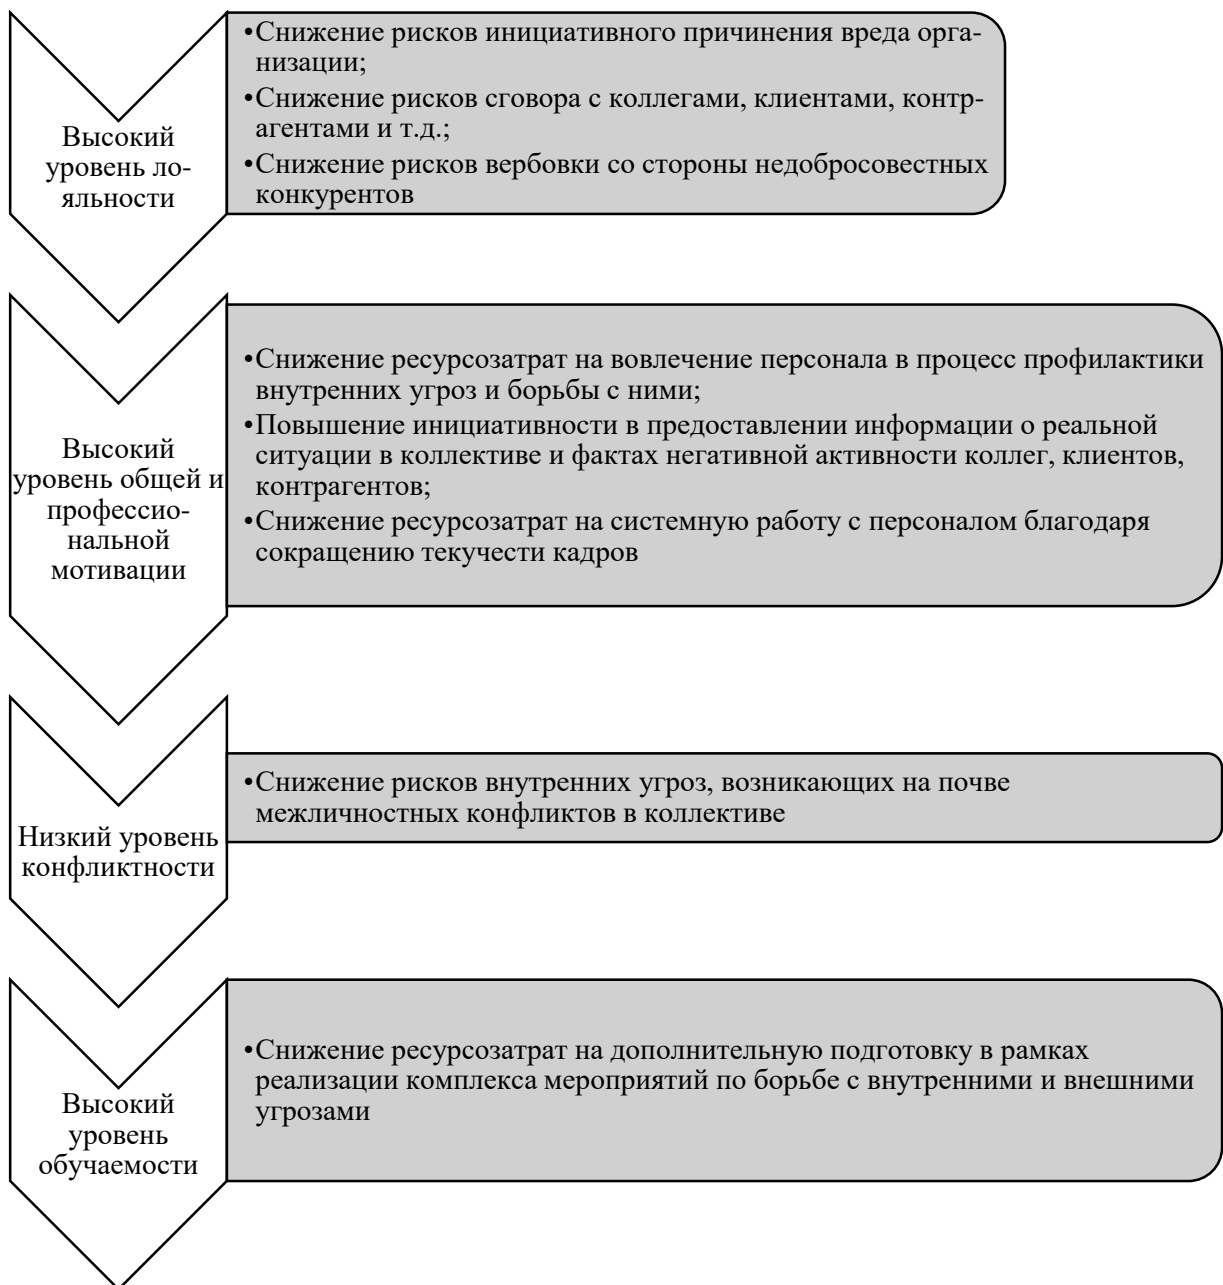 Высокий
уровень ло-
яльности
•Снижение рисков инициативного причинения вреда орга-
низации;
•Снижение рисков сговора с коллегами, клиентами, контр-
агентами и т.д.;
•Снижение рисков вербовки со стороны недобросовестных
конкурентов
Высокий
уровень общей и
профессио-
нальной
мотивации
•Снижение ресурсозатрат на вовлечение персонала в процесс профилактики
внутренних угроз и борьбы с ними;
•Повышение инициативности в предоставлении информации о реальной
ситуации в коллективе и фактах негативной активности коллег, клиентов,
контрагентов;
•Снижение ресурсозатрат на системную работу с персоналом благодаря
сокращению текучести кадров
Низкий уровень
конфликтности
•Снижение рисков внутренних угроз, возникающих на почве
межличностных конфликтов в коллективе
Высокий
уровень
обучаемости
•Снижение ресурсозатрат на дополнительную подготовку в рамках
реализации комплекса мероприятий по борьбе с внутренними и внешними
угрозами